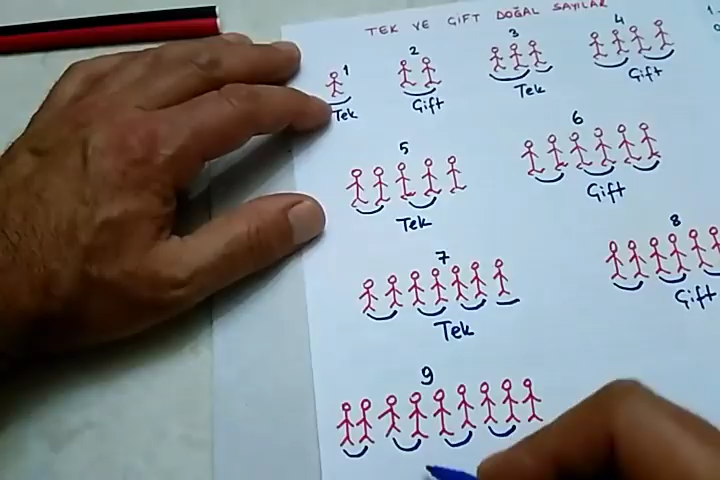 TEK VE ÇİFT DOĞAL SAYILAR
1 2 3 4
Tek Çift Tek Çift
5 6
Tek Çift
7 8
Tek Çift
9